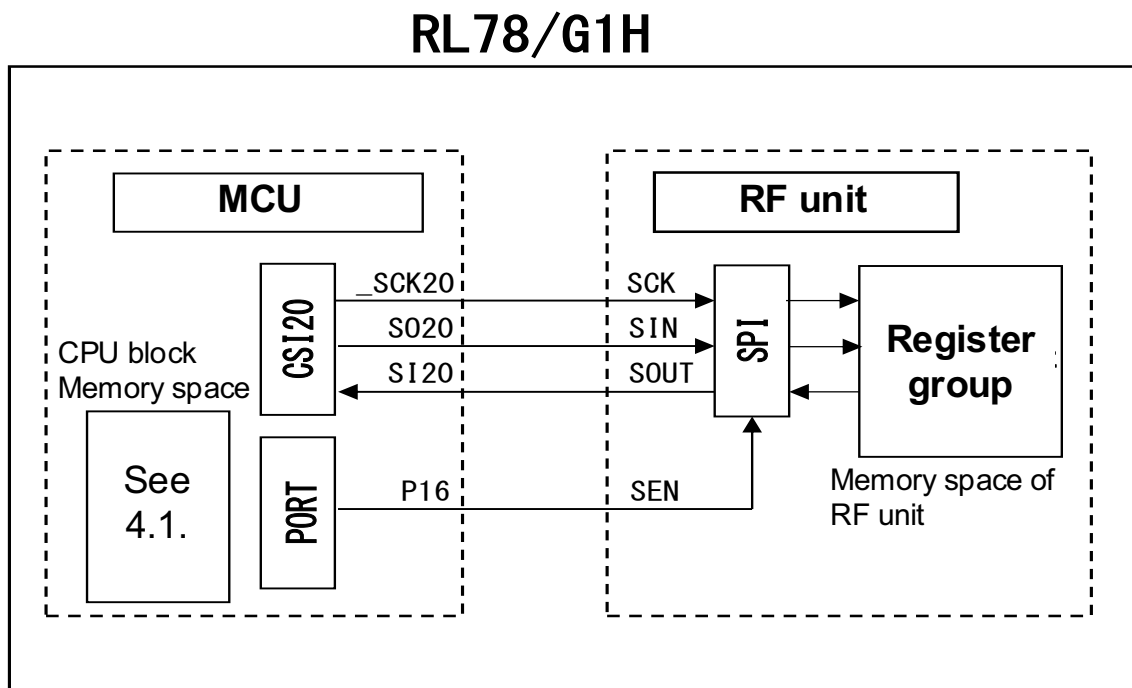 RL78/G1H
MCU
RF unit
_SCK20
SCK
SO20
SIN
SI20
SOUT
CSI20
SPI
Register
group
CPU block
Memory space
See
4.1.
PORT
P16
SEN
Memory space of
RF unit